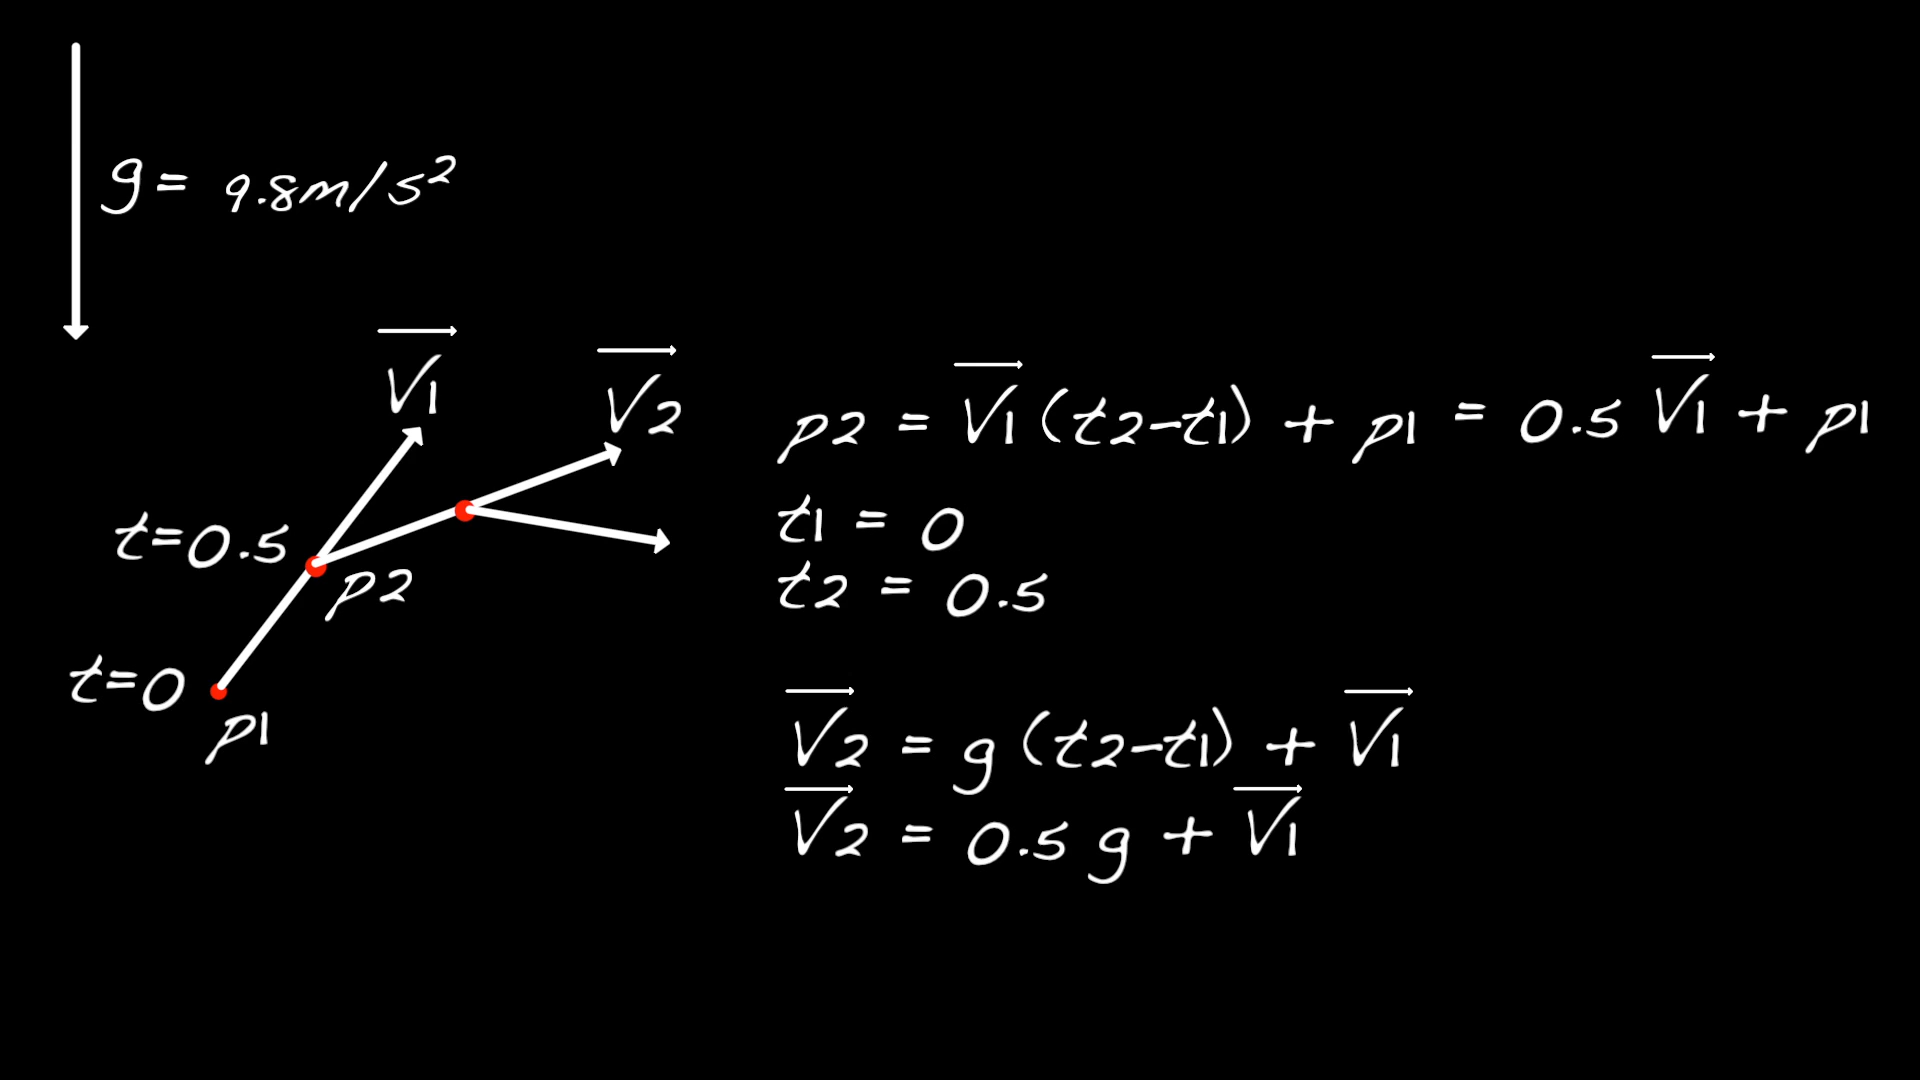 g = 9.8m/s²
V1
V2
p2 = V1 (t2-t1) + p1 = 0.5 V1 + p1
t=0.5
p2
t1 = 0
t2 = 0.5
t=0
p1
V2 = g (t2-t1) + V1
V2 = 0.5 g + V1